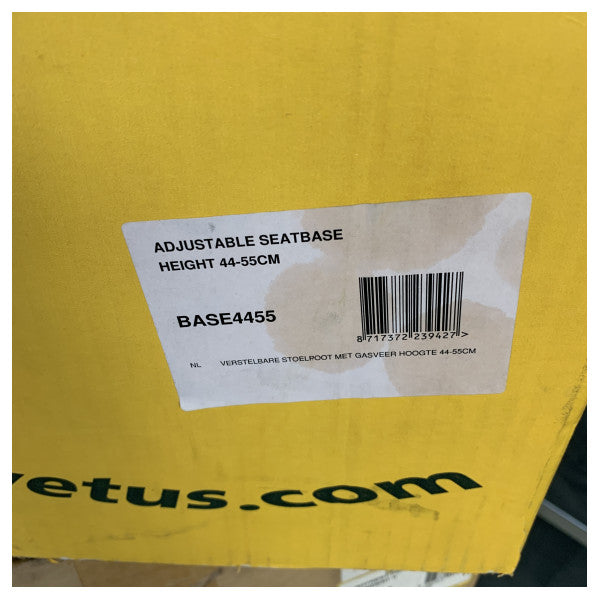 ADJUSTABLE SEATBASE
HEIGHT 44-55CM
BASE4455
8 717372 239427 >
NL VERSTELBARE STOELPOOT MET GASVEER HOOGTE 44-55CM
vetus.com